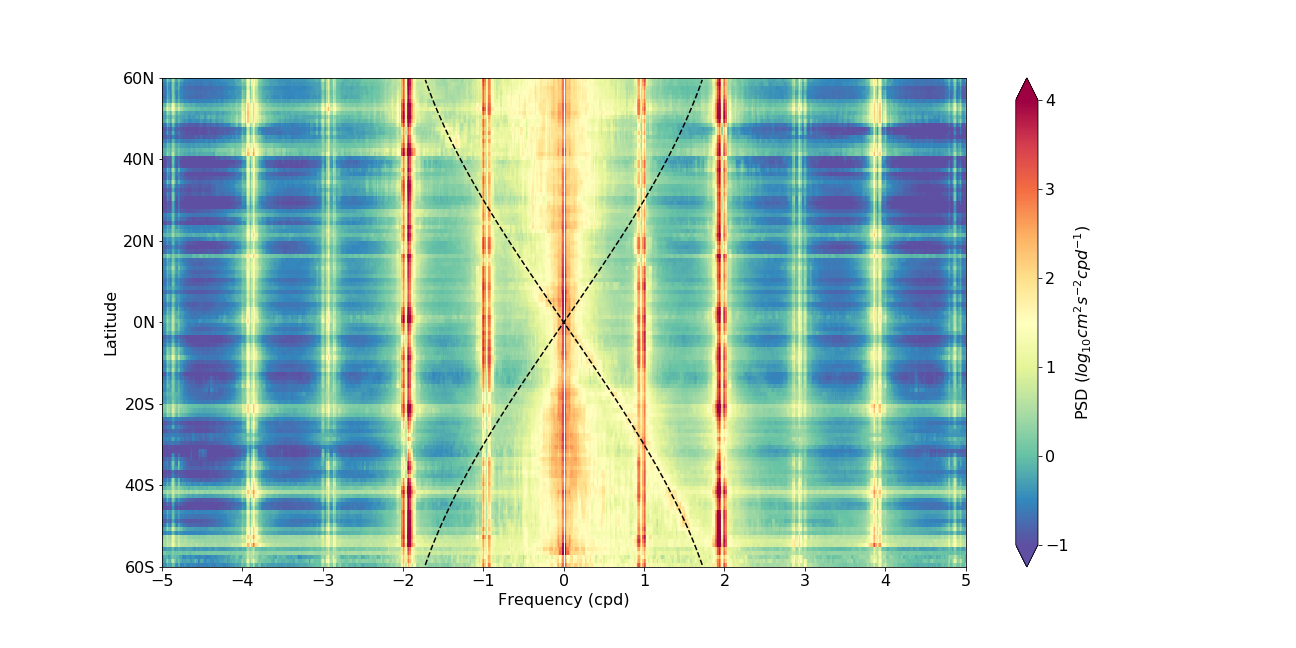 60N
40N
20N
0N
20S
40S
60S
Latitude
−5 −4 −3 −2 −1 0 1 2 3 4 5
Frequency (cpd)
4
3
2
1
0
−1
PSD (log₁₀cm²s⁻²cpd⁻¹)